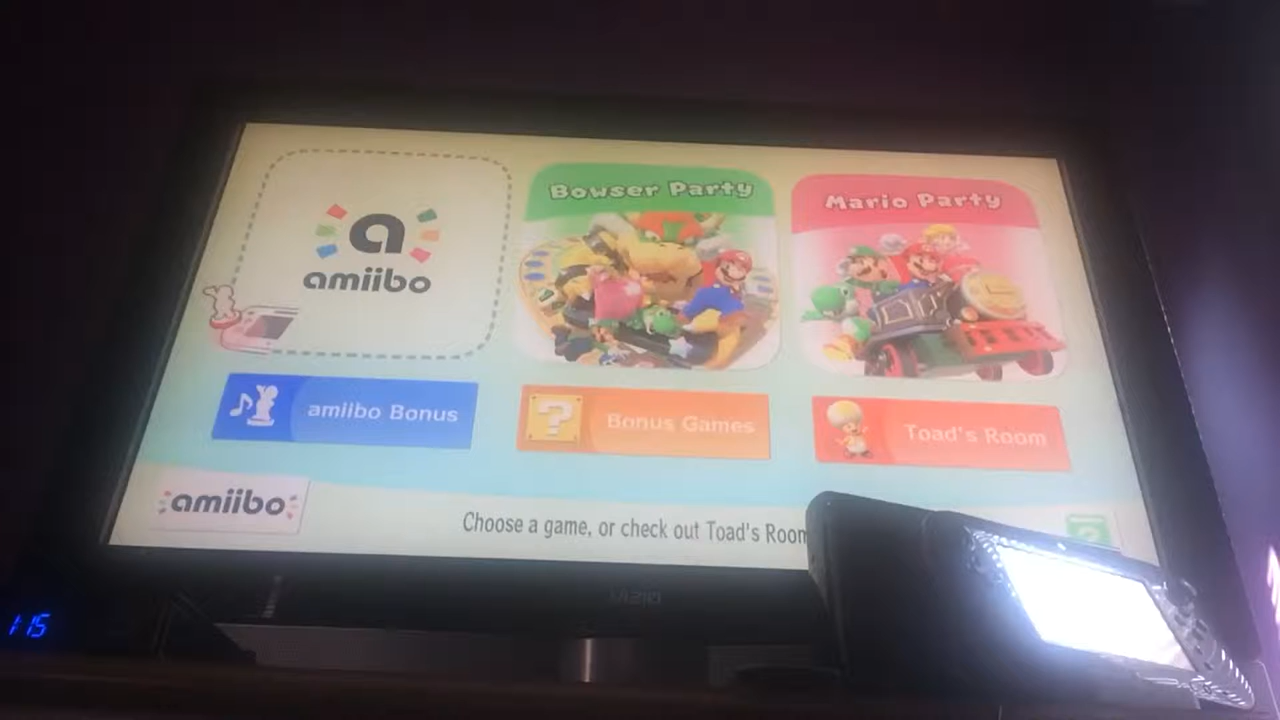 amiibo
Bowser Party
Mario Party
amiibo Bonus
Bonus Games
Toad's Room
amiibo
Choose a game, or check out Toad's Room
VIZIO
1:15